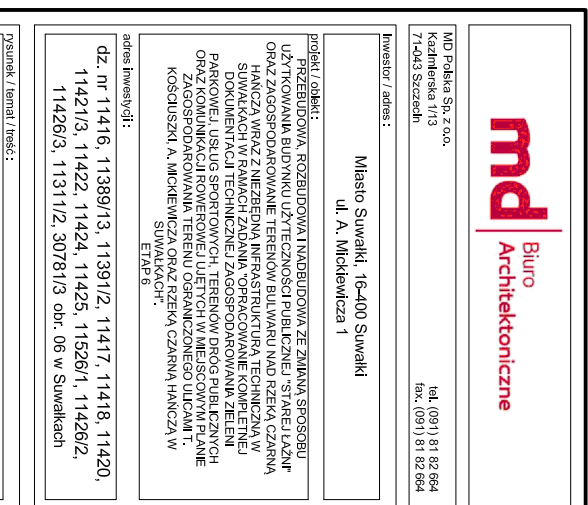 md
Biuro
Architektoniczne
MD Polska Sp. z o.o.
Kazimierska 1/13
71-043 Szczecin
tel. (091) 81 82 664
fax. (091) 81 82 664
Inwestor / adres :
Miasto Suwałki, 16-400 Suwałki
ul. A. Mickiewicza 1
projekt / obiekt :
PRZEBUDOWA, ROZBUDOWA I NADBUDOWA ZE ZMIANĄ SPOSOBU
UŻYTKOWANIA BUDYNKU UŻYTECZNOŚCI PUBLICZNEJ "STAREJ ŁAŹNI"
ORAZ ZAGOSPODAROWANIE TERENÓW BULWARU NAD RZEKĄ CZARNĄ
HAŃCZĄ WRAZ Z NIEZBĘDNĄ INFRASTRUKTURĄ TECHNICZNĄ W
SUWAŁKACH W RAMACH ZADANIA "OPRACOWANIE KOMPLETNEJ
DOKUMENTACJI TECHNICZNEJ ZAGOSPODAROWANIA ZIELENI
PARKOWEJ, USŁUG SPORTOWYCH, TERENÓW DRÓG PUBLICZNYCH
ORAZ KOMUNIKACJI ROWEROWEJ UJĘTYCH W MIEJSCOWYM PLANIE
ZAGOSPODAROWANIA TERENU OGRANICZONEGO ULICAMI T.
KOŚCIUSZKI, A. MICKIEWICZA ORAZ RZEKĄ CZARNĄ HAŃCZĄ W
SUWAŁKACH".
ETAP 6
adres inwestycji :
dz. nr 11416, 11389/13, 11391/2, 11417, 11418, 11420,
11421/3, 11422, 11424, 11425, 11526/1, 11426/2,
11426/3, 11311/2, 30781/3 obr. 06 w Suwałkach
rysunek / temat / treść :